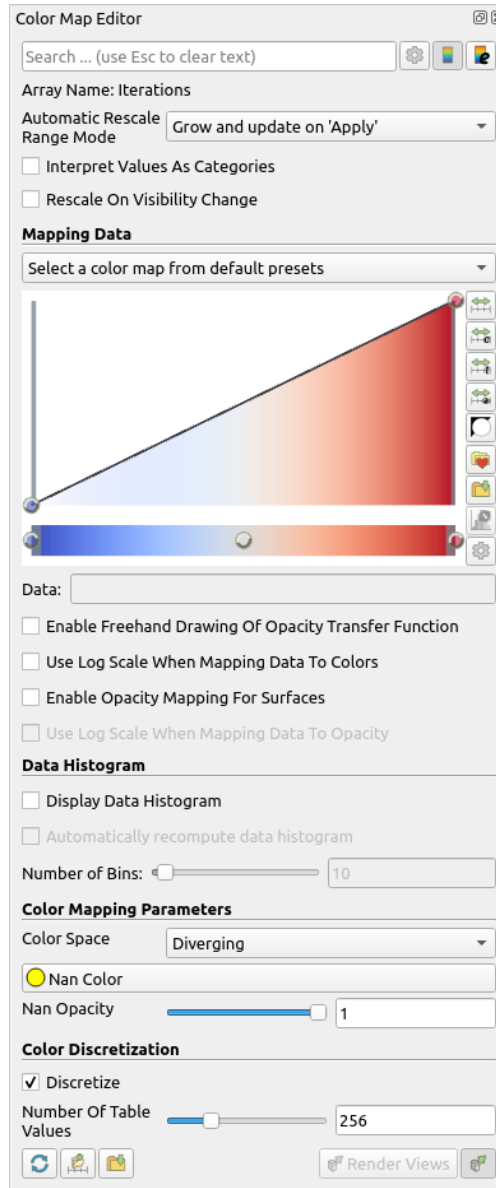 Color Map Editor
Search ... (use Esc to clear text)
Array Name: Iterations
Automatic Rescale
Range Mode
Grow and update on 'Apply'
Interpret Values As Categories
Rescale On Visibility Change
Mapping Data
Select a color map from default presets
Data:
Enable Freehand Drawing Of Opacity Transfer Function
Use Log Scale When Mapping Data To Colors
Enable Opacity Mapping For Surfaces
Use Log Scale When Mapping Data To Opacity
Data Histogram
Display Data Histogram
Automatically recompute data histogram
Number of Bins: 10
Color Mapping Parameters
Color Space Diverging
Nan Color
Nan Opacity 1
Color Discretization
Discretize
Number Of Table
Values
256
Render Views